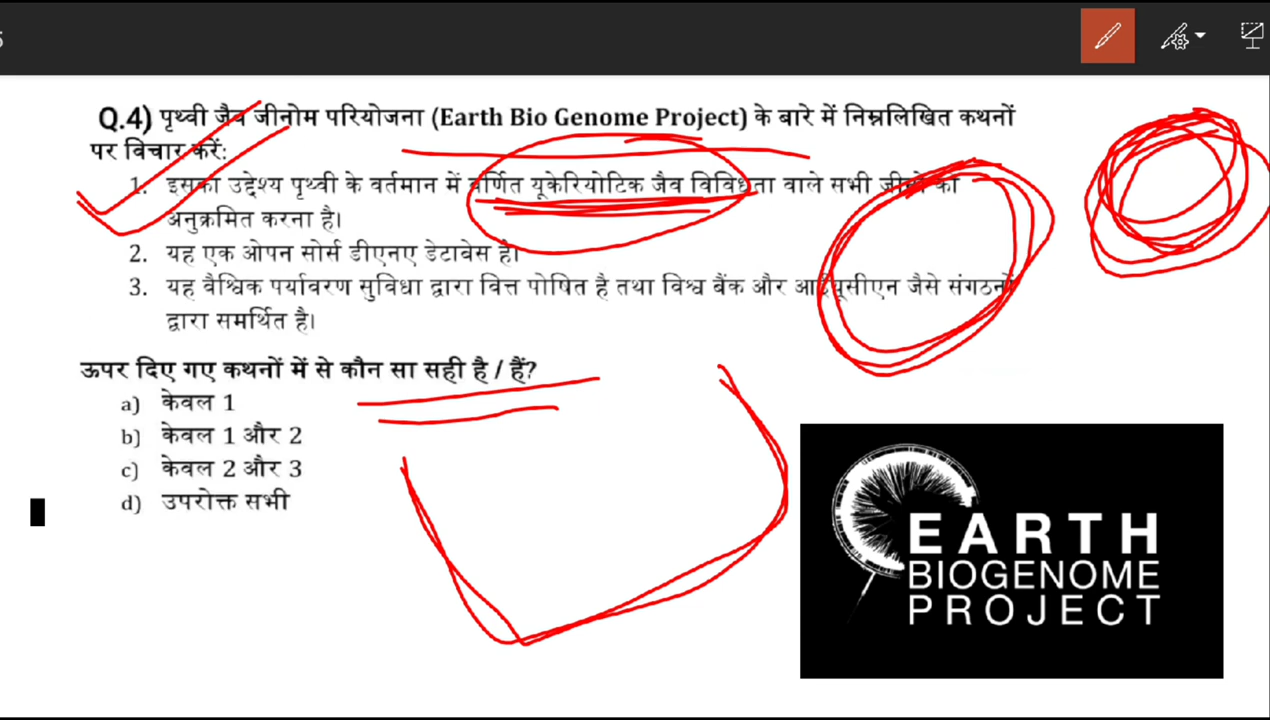 5
Q.4) पृथ्वी जैव जीनोम परियोजना (Earth Bio Genome Project) के बारे में निम्नलिखित कथनों
पर विचार करें:
1. इसका उद्देश्य पृथ्वी के वर्तमान में वर्णित यूकेरियोटिक जैव विविधता वाले सभी जीनों को
अनुक्रमित करना है।
2. यह एक ओपन सोर्स डीएनए डेटाबेस है।
3. यह वैश्विक पर्यावरण सुविधा द्वारा वित्त पोषित है तथा विश्व बैंक और आईयूसीएन जैसे संगठनों
द्वारा समर्थित है।
ऊपर दिए गए कथनों में से कौन सा सही है / हैं?
a) केवल 1
b) केवल 1 और 2
c) केवल 2 और 3
d) उपरोक्त सभी
EARTH
BIOGENOME
PROJECT